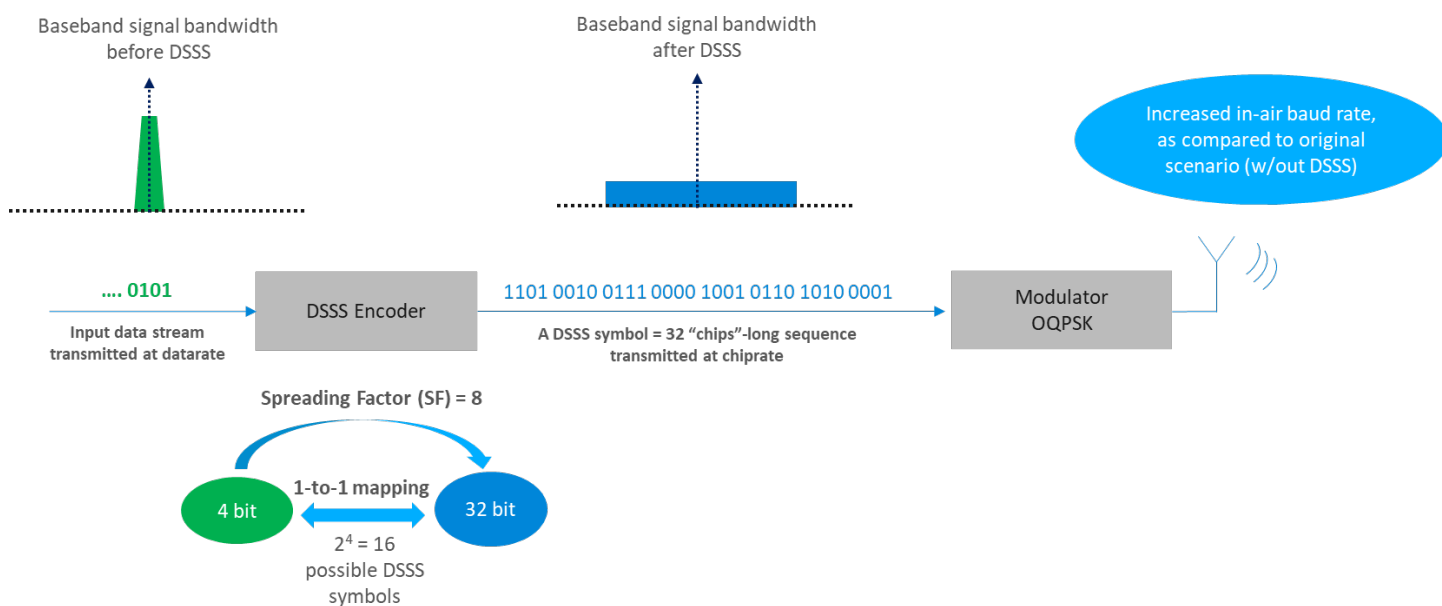 Baseband signal bandwidth
before DSSS
Baseband signal bandwidth
after DSSS
Increased in-air baud rate,
as compared to original
scenario (w/out DSSS)
.... 0101
Input data stream
transmitted at datarate
DSSS Encoder
1101 0010 0111 0000 1001 0110 1010 0001
A DSSS symbol = 32 “chips”-long sequence
transmitted at chiprate
Modulator
OQPSK
Spreading Factor (SF) = 8
4 bit
1-to-1 mapping
32 bit
2⁴ = 16
possible DSSS
symbols